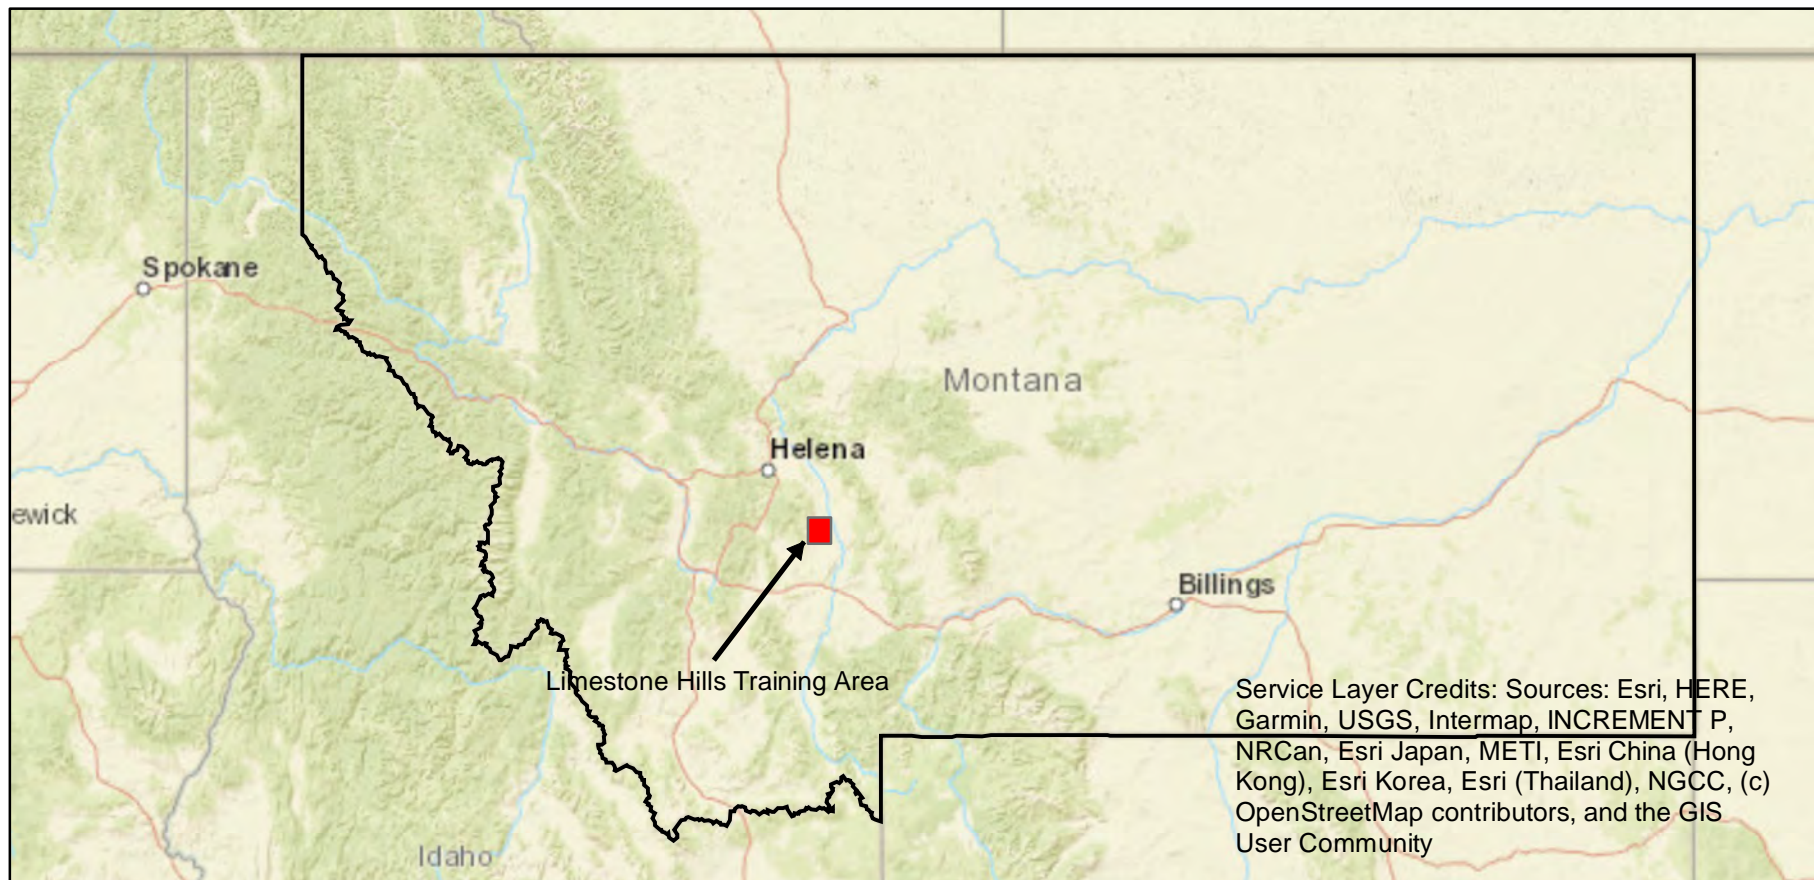 Spokane
Montana
Helena
ewick
Billings
Limestone Hills Training Area
Service Layer Credits: Sources: Esri, HERE,
Garmin, USGS, Intermap, INCREMENT P,
NRCan, Esri Japan, METI, Esri China (Hong
Kong), Esri Korea, Esri (Thailand), NGCC, (c)
OpenStreetMap contributors, and the GIS
User Community
Idaho